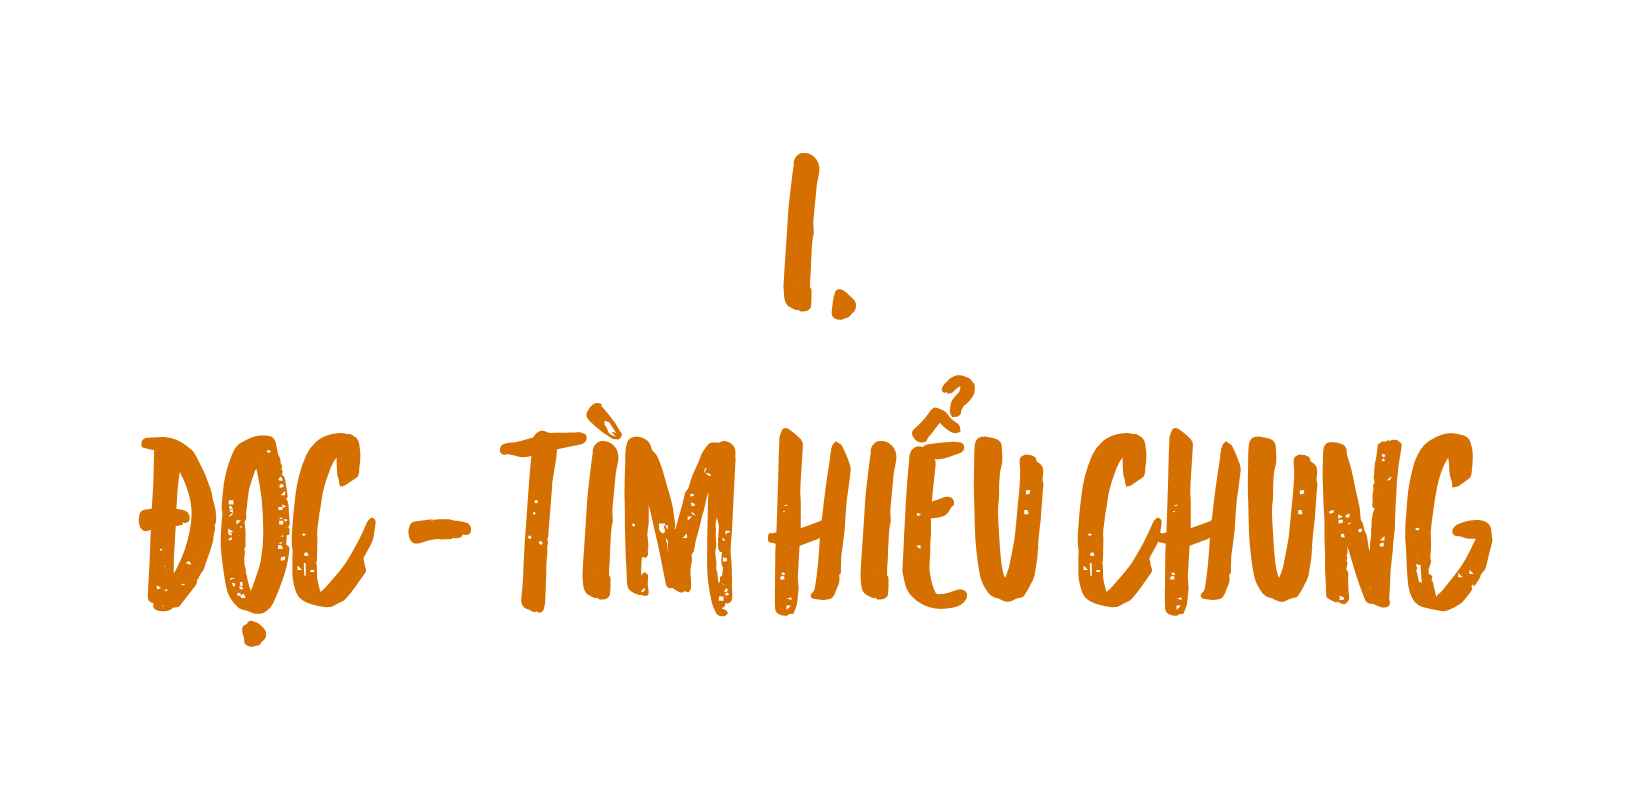 I.
ĐỌC – TÌM HIỂU CHUNG